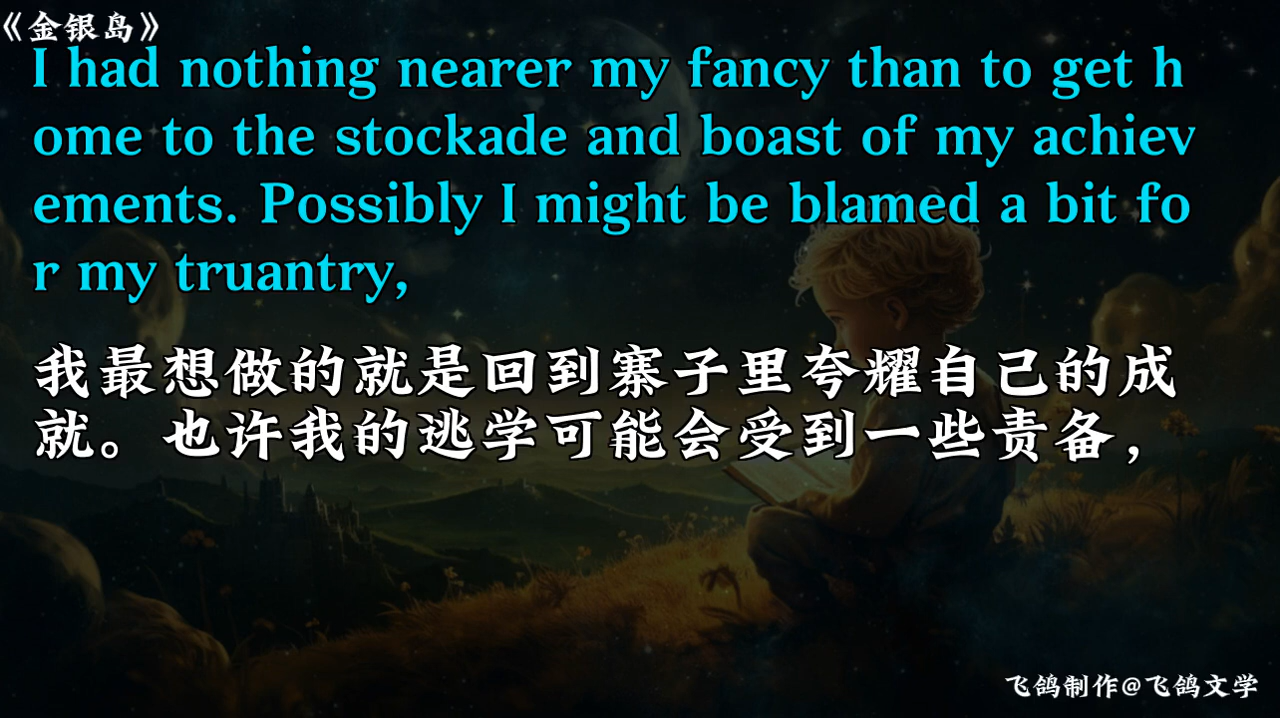 《金银岛》
I had nothing nearer my fancy than to get h
ome to the stockade and boast of my achiev
ements. Possibly I might be blamed a bit fo
r my truantry,
我最想做的就是回到寨子里夸耀自己的成
就。也许我的逃学可能会受到一些责备，
飞鸽制作@飞鸽文学